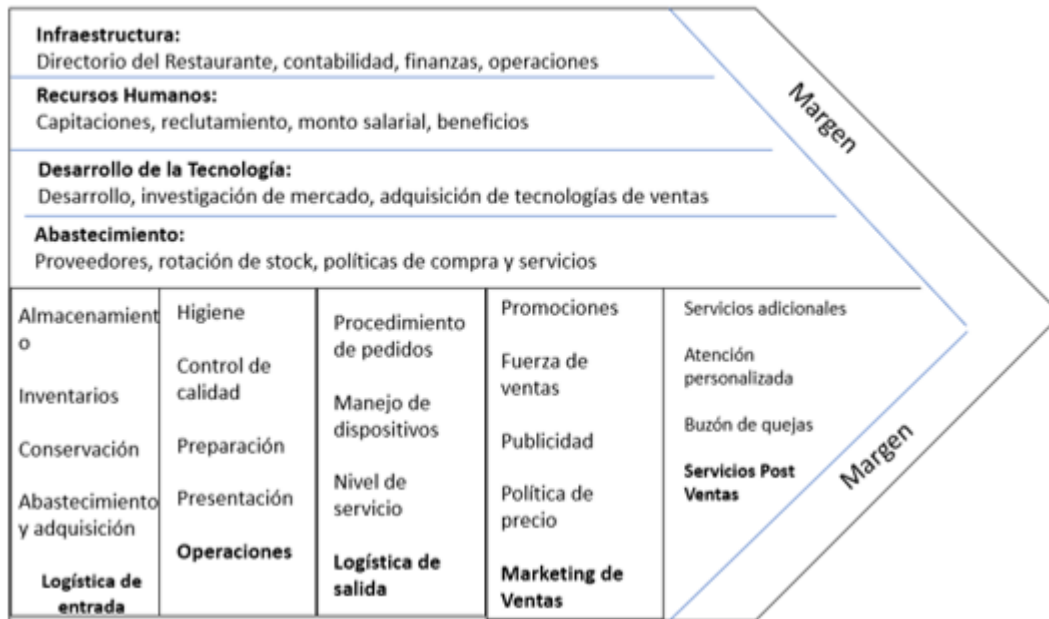 Infraestructura:
Directorio del Restaurante, contabilidad, finanzas, operaciones
Recursos Humanos:
Capitaciones, reclutamiento, monto salarial, beneficios
Desarrollo de la Tecnología:
Desarrollo, investigación de mercado, adquisición de tecnologías de ventas
Abastecimiento:
Proveedores, rotación de stock, políticas de compra y servicios
Margen
Almacenamient
o
Inventarios
Conservación
Abastecimiento
y adquisición
Logística de
entrada
Higiene
Control de
calidad
Preparación
Presentación
Operaciones
Procedimiento
de pedidos
Manejo de
dispositivos
Nivel de
servicio
Logística de
salida
Promociones
Fuerza de
ventas
Publicidad
Política de
precio
Marketing de
Ventas
Servicios adicionales
Atención
personalizada
Buzón de quejas
Servicios Post
Ventas
Margen